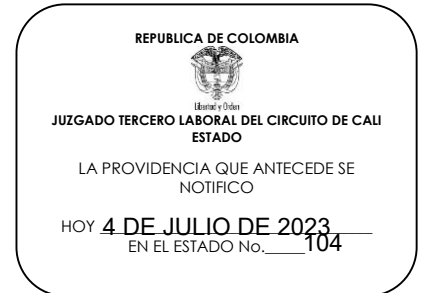 REPUBLICA DE COLOMBIA
Libertad y Orden
JUZGADO TERCERO LABORAL DEL CIRCUITO DE CALI
ESTADO
LA PROVIDENCIA QUE ANTECEDE SE
NOTIFICO
HOY 4 DE JULIO DE 2023
EN EL ESTADO No._____104